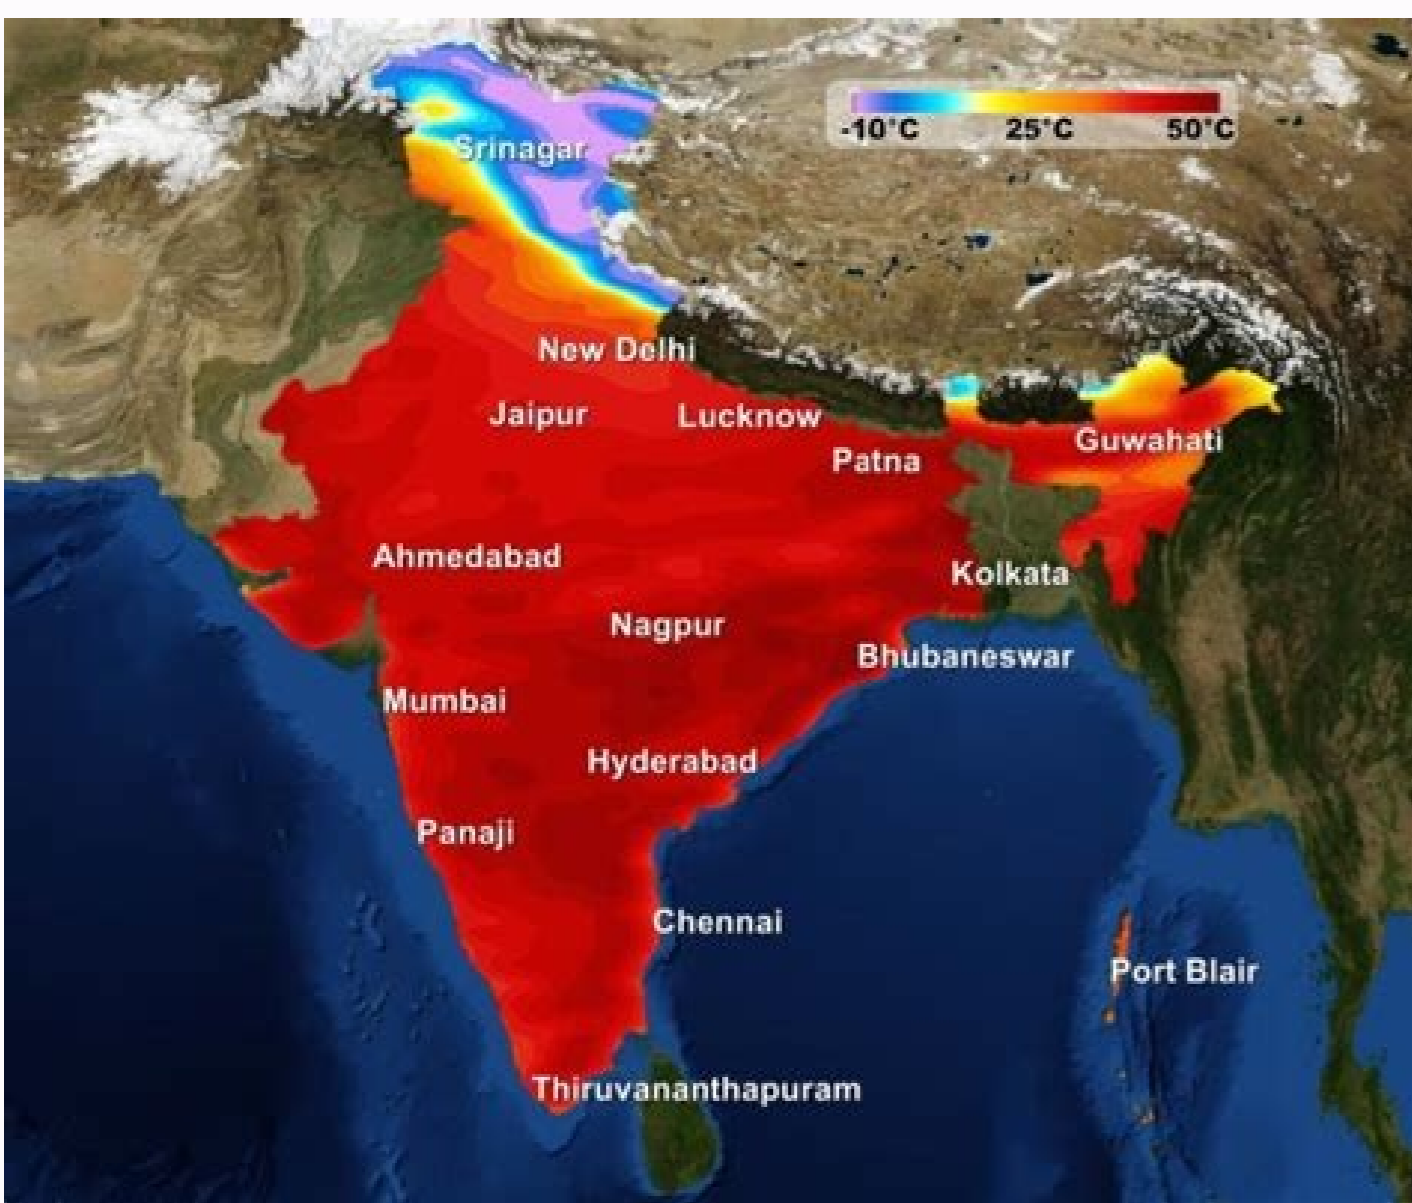 -10°C 25°C 50°C
Srinagar
New Delhi
Jaipur Lucknow
Guwahati
Patna
Ahmedabad
Kolkata
Nagpur
Bhubaneswar
Mumbai
Hyderabad
Panaji
Chennai
Port Blair
Thiruvananthapuram